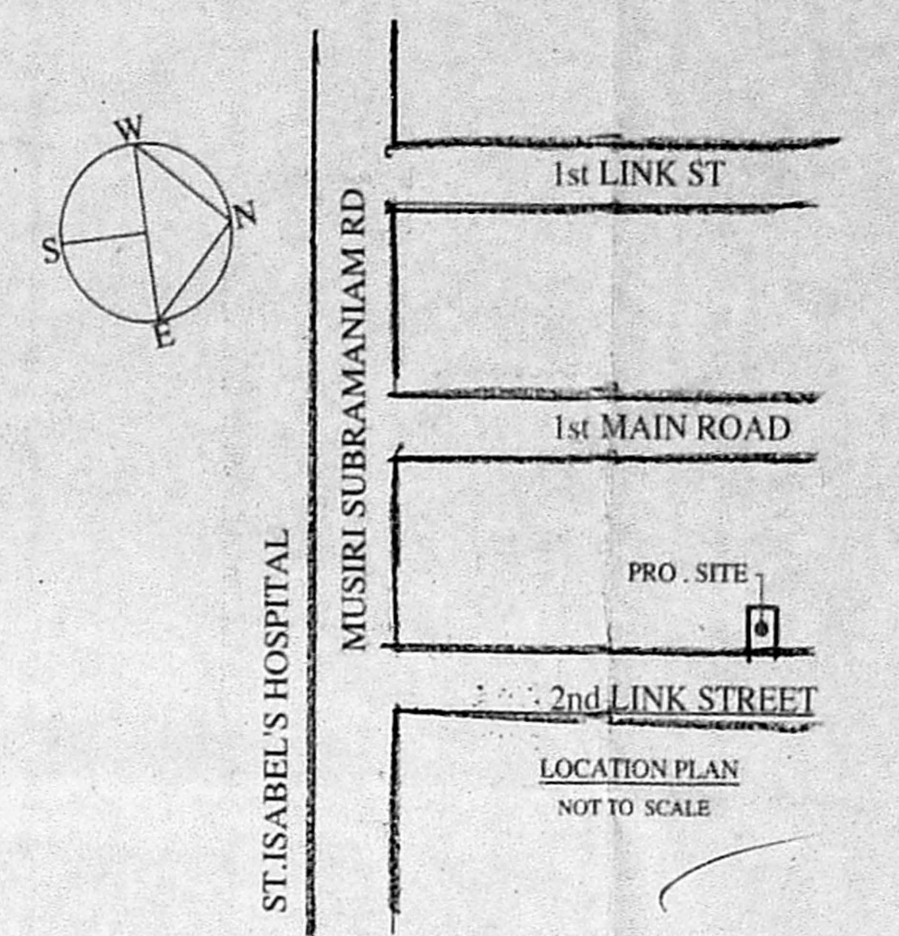 W
N
S
E
1st LINK ST
MUSIRI SUBRAMANIAM RD
1st MAIN ROAD
ST.ISABEL'S HOSPITAL
PRO . SITE
2nd LINK STREET
LOCATION PLAN
NOT TO SCALE